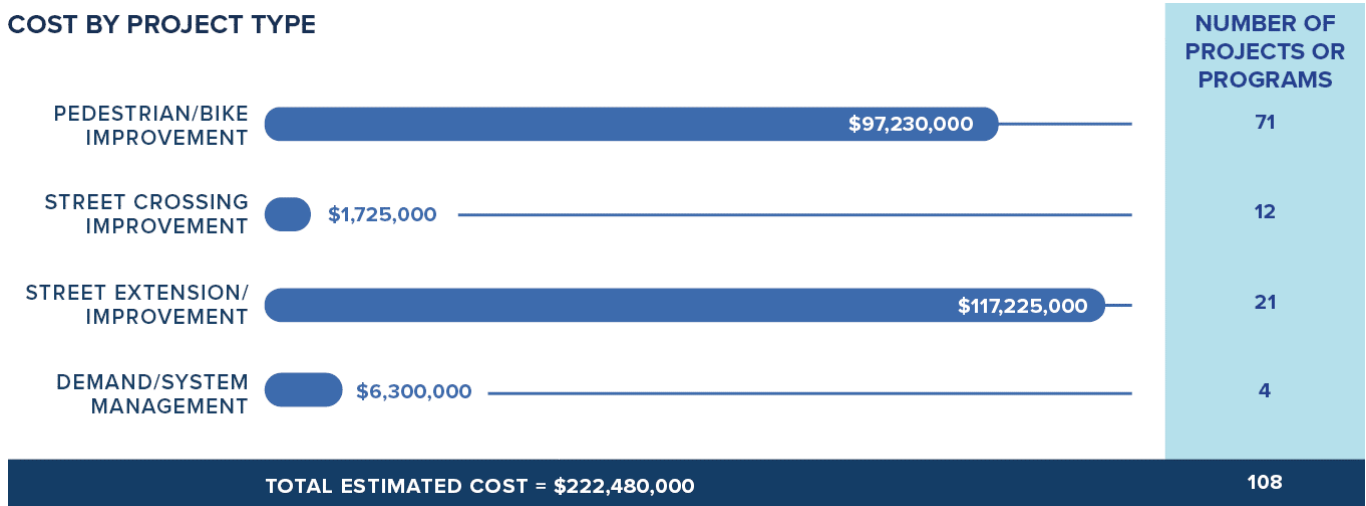 COST BY PROJECT TYPE
NUMBER OF
PROJECTS OR
PROGRAMS
PEDESTRIAN/BIKE
IMPROVEMENT
$97,230,000
71
STREET CROSSING
IMPROVEMENT
$1,725,000
12
STREET EXTENSION/
IMPROVEMENT
$117,225,000
21
DEMAND/SYSTEM
MANAGEMENT
$6,300,000
4
TOTAL ESTIMATED COST = $222,480,000
108